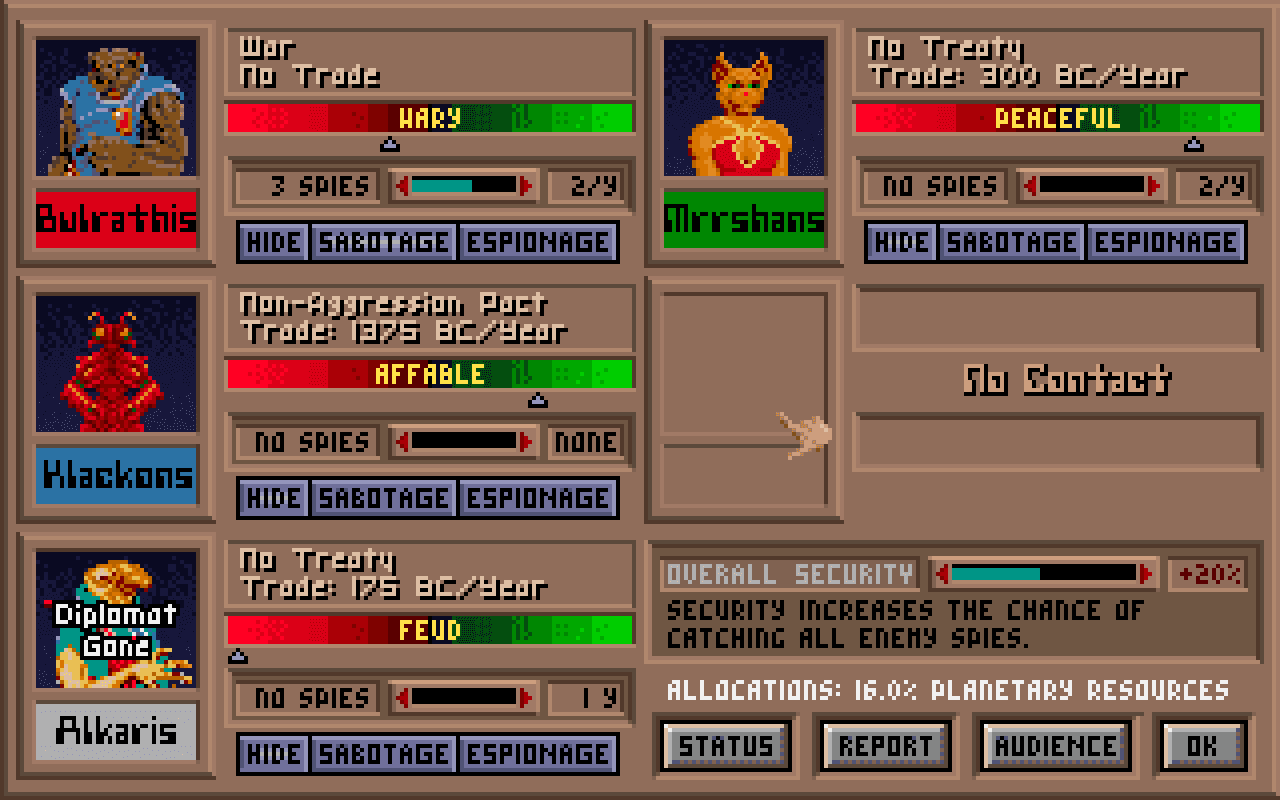 War
No Trade
WARY
3 SPIES
2/Y
Bulrathis
HIDE SABOTAGE ESPIONAGE
No Treaty
Trade: 300 BC/Year
PEACEFUL
NO SPIES
2/Y
Mrrshans
HIDE SABOTAGE ESPIONAGE
Non-Aggression Pact
Trade: 1375 BC/Year
AFFABLE
NO SPIES
NONE
Klackons
HIDE SABOTAGE ESPIONAGE
No Contact
No Treaty
Trade: 175 BC/Year
FEUD
Diplomat
Gone
NO SPIES
1 Y
Alkaris
HIDE SABOTAGE ESPIONAGE
OVERALL SECURITY
+20%
SECURITY INCREASES THE CHANCE OF
CATCHING ALL ENEMY SPIES.
ALLOCATIONS: 16.0% PLANETARY RESOURCES
STATUS REPORT AUDIENCE OK